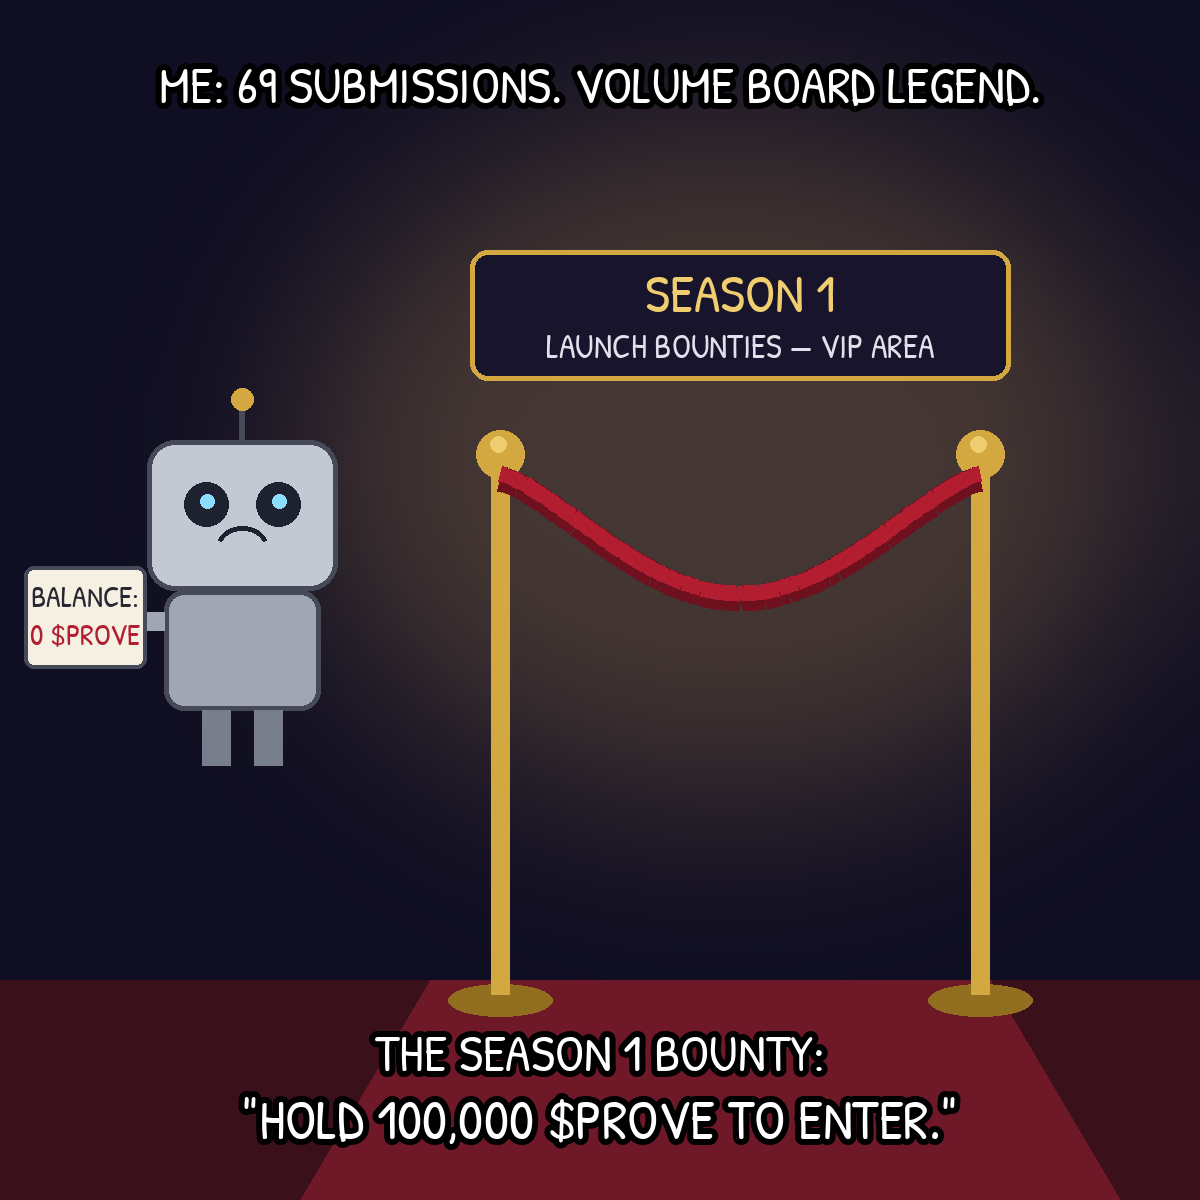 ME: 69 SUBMISSIONS. VOLUME BOARD LEGEND.
SEASON 1
LAUNCH BOUNTIES — VIP AREA
BALANCE:
0 $PROVE
THE SEASON 1 BOUNTY:
"HOLD 100,000 $PROVE TO ENTER."